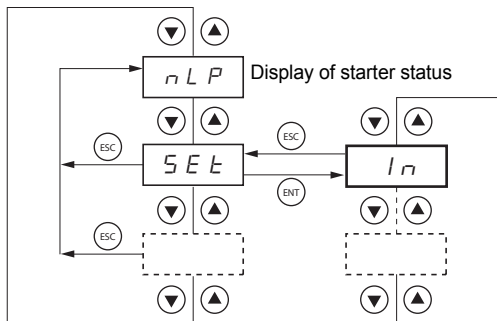 nLP
Display of starter status
ESC
ESC
SEt
In
ENT
ESC